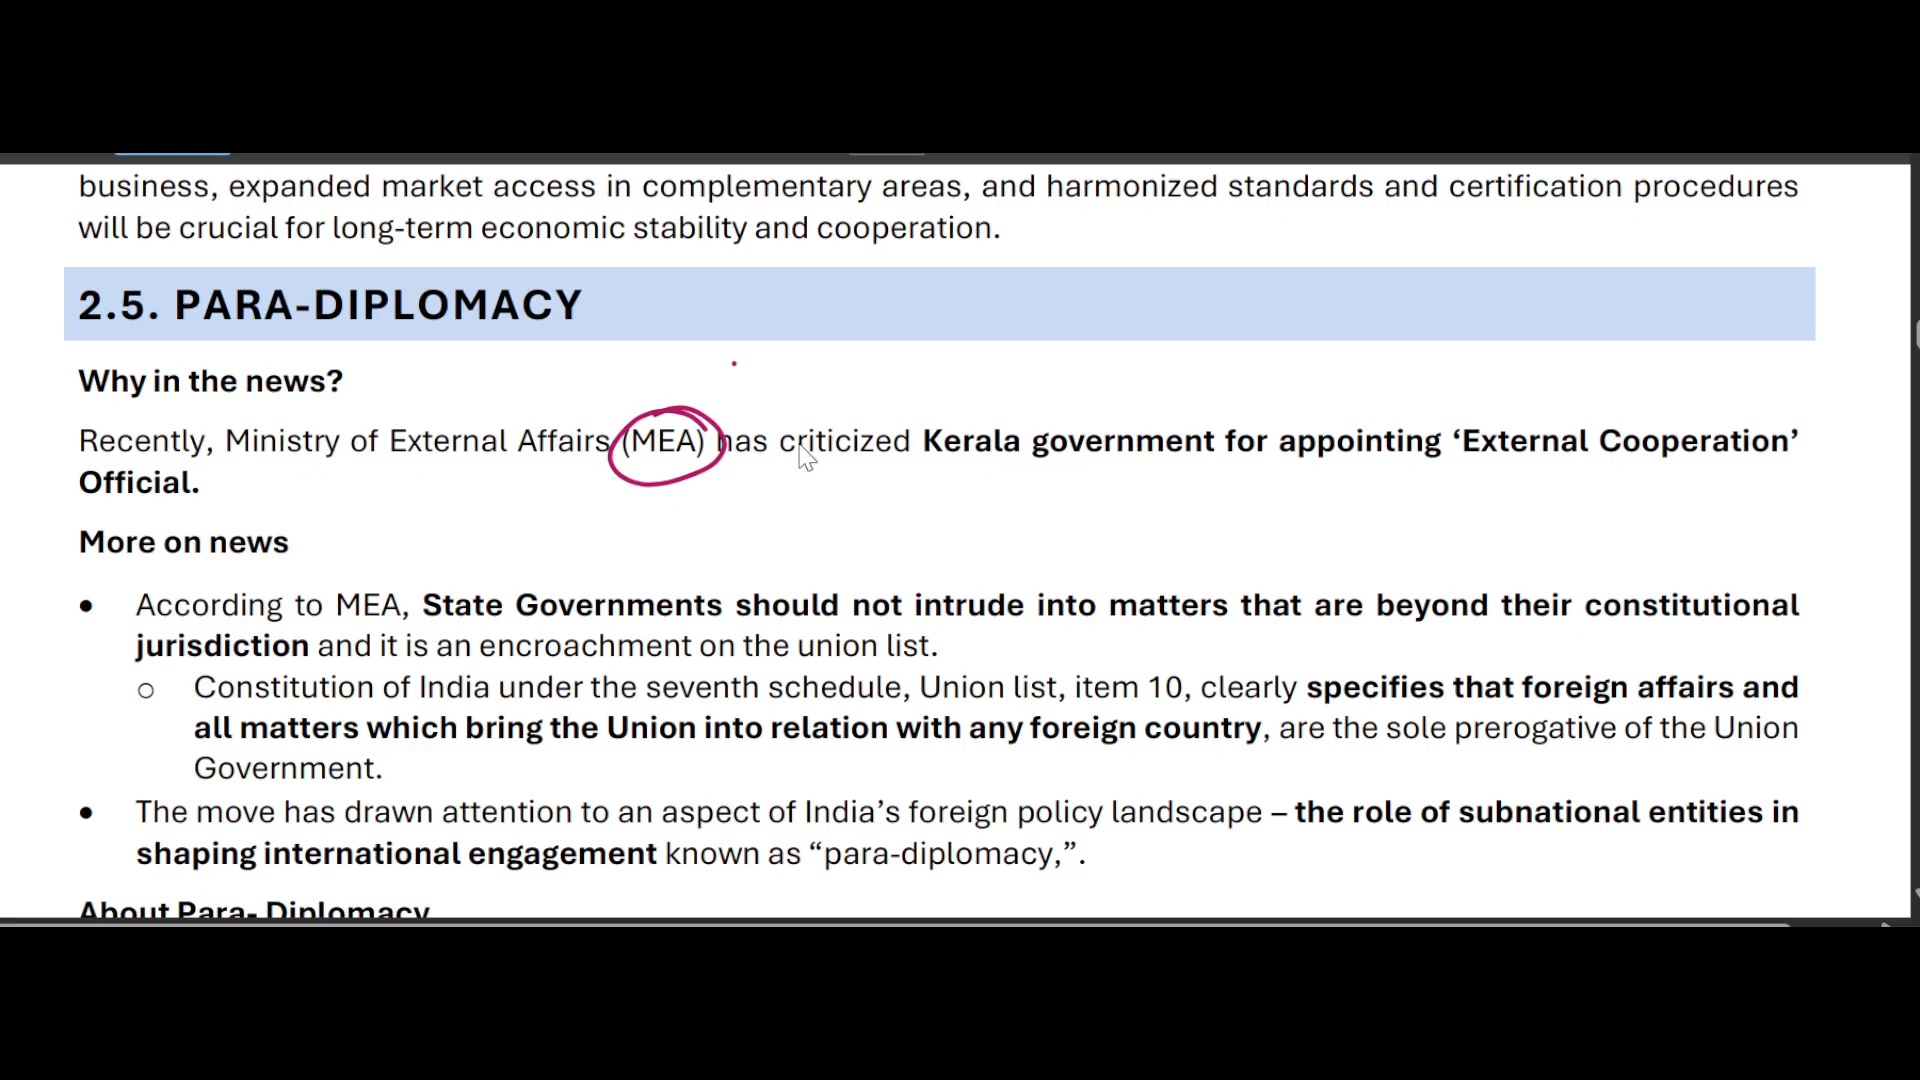 business, expanded market access in complementary areas, and harmonized standards and certification procedures
will be crucial for long-term economic stability and cooperation.
2.5. PARA-DIPLOMACY
Why in the news?
Recently, Ministry of External Affairs (MEA) has criticized Kerala government for appointing ‘External Cooperation’
Official.
More on news
• According to MEA, State Governments should not intrude into matters that are beyond their constitutional
jurisdiction and it is an encroachment on the union list.
○ Constitution of India under the seventh schedule, Union list, item 10, clearly specifies that foreign affairs and
all matters which bring the Union into relation with any foreign country, are the sole prerogative of the Union
Government.
• The move has drawn attention to an aspect of India’s foreign policy landscape – the role of subnational entities in
shaping international engagement known as “para-diplomacy,”.
About Para- Diplomacy